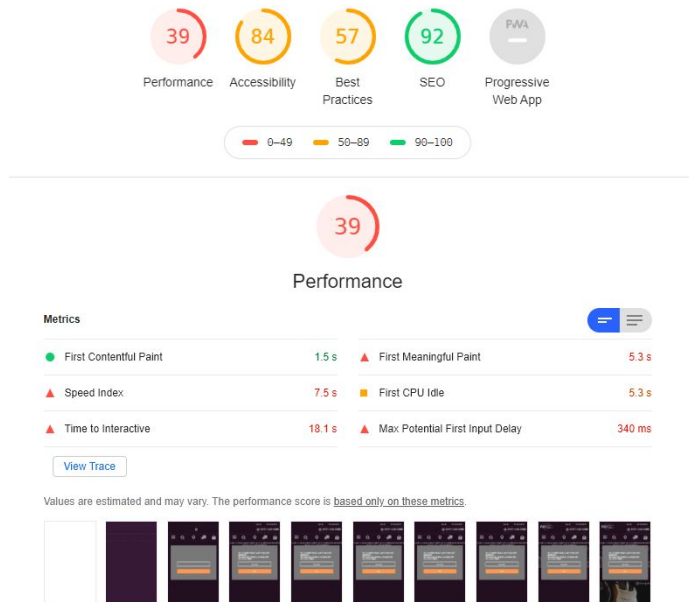 39
84
57
92
PWA
Performance
Accessibility
Best
Practices
SEO
Progressive
Web App
0–49
50–89
90–100
39
Performance
Metrics
First Contentful Paint 1.5 s
First Meaningful Paint 5.3 s
Speed Index 7.5 s
First CPU Idle 5.3 s
Time to Interactive 18.1 s
Max Potential First Input Delay 340 ms
View Trace
Values are estimated and may vary. The performance score is based only on these metrics.